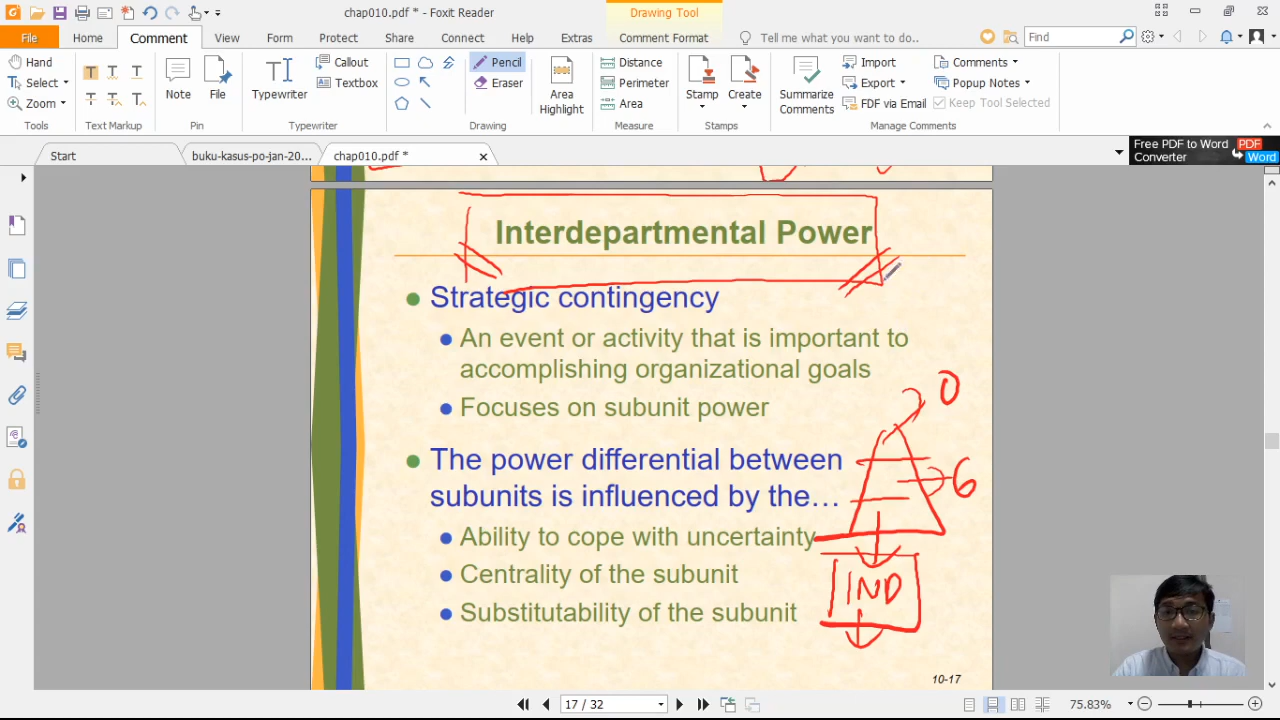 chap010.pdf * - Foxit Reader
Drawing Tool
File Home Comment View Form Protect Share Connect Help Extras Comment Format Tell me what you want to do.. Find
Hand
Select
Zoom
Tools
Text Markup
Note
File
Pin
Typewriter
Callout
Textbox
Typewriter
Pencil
Eraser
Drawing
Area Highlight
Distance
Perimeter
Area
Measure
Stamp
Create
Stamps
Summarize Comments
Import
Export
FDF via Email
Comments
Popup Notes
Keep Tool Selected
Manage Comments
Start buku-kasus-po-jan-20... chap010.pdf *
Free PDF to Word Converter
PDF
Word
Interdepartmental Power
Strategic contingency
An event or activity that is important to
accomplishing organizational goals
Focuses on subunit power
The power differential between
subunits is influenced by the…
Ability to cope with uncertainty
Centrality of the subunit
Substitutability of the subunit
O
G
IND
10-17
17 / 32
75.83%